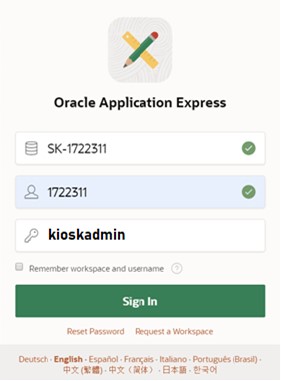 Oracle Application Express
SK-1722311
1722311
kioskadmin
Remember workspace and username ?
Sign In
Reset Password Request a Workspace
Deutsch · English · Español · Français · Italiano · Português (Brasil) ·
中文 (繁體) · 中文（简体） · 日本語 · 한국어